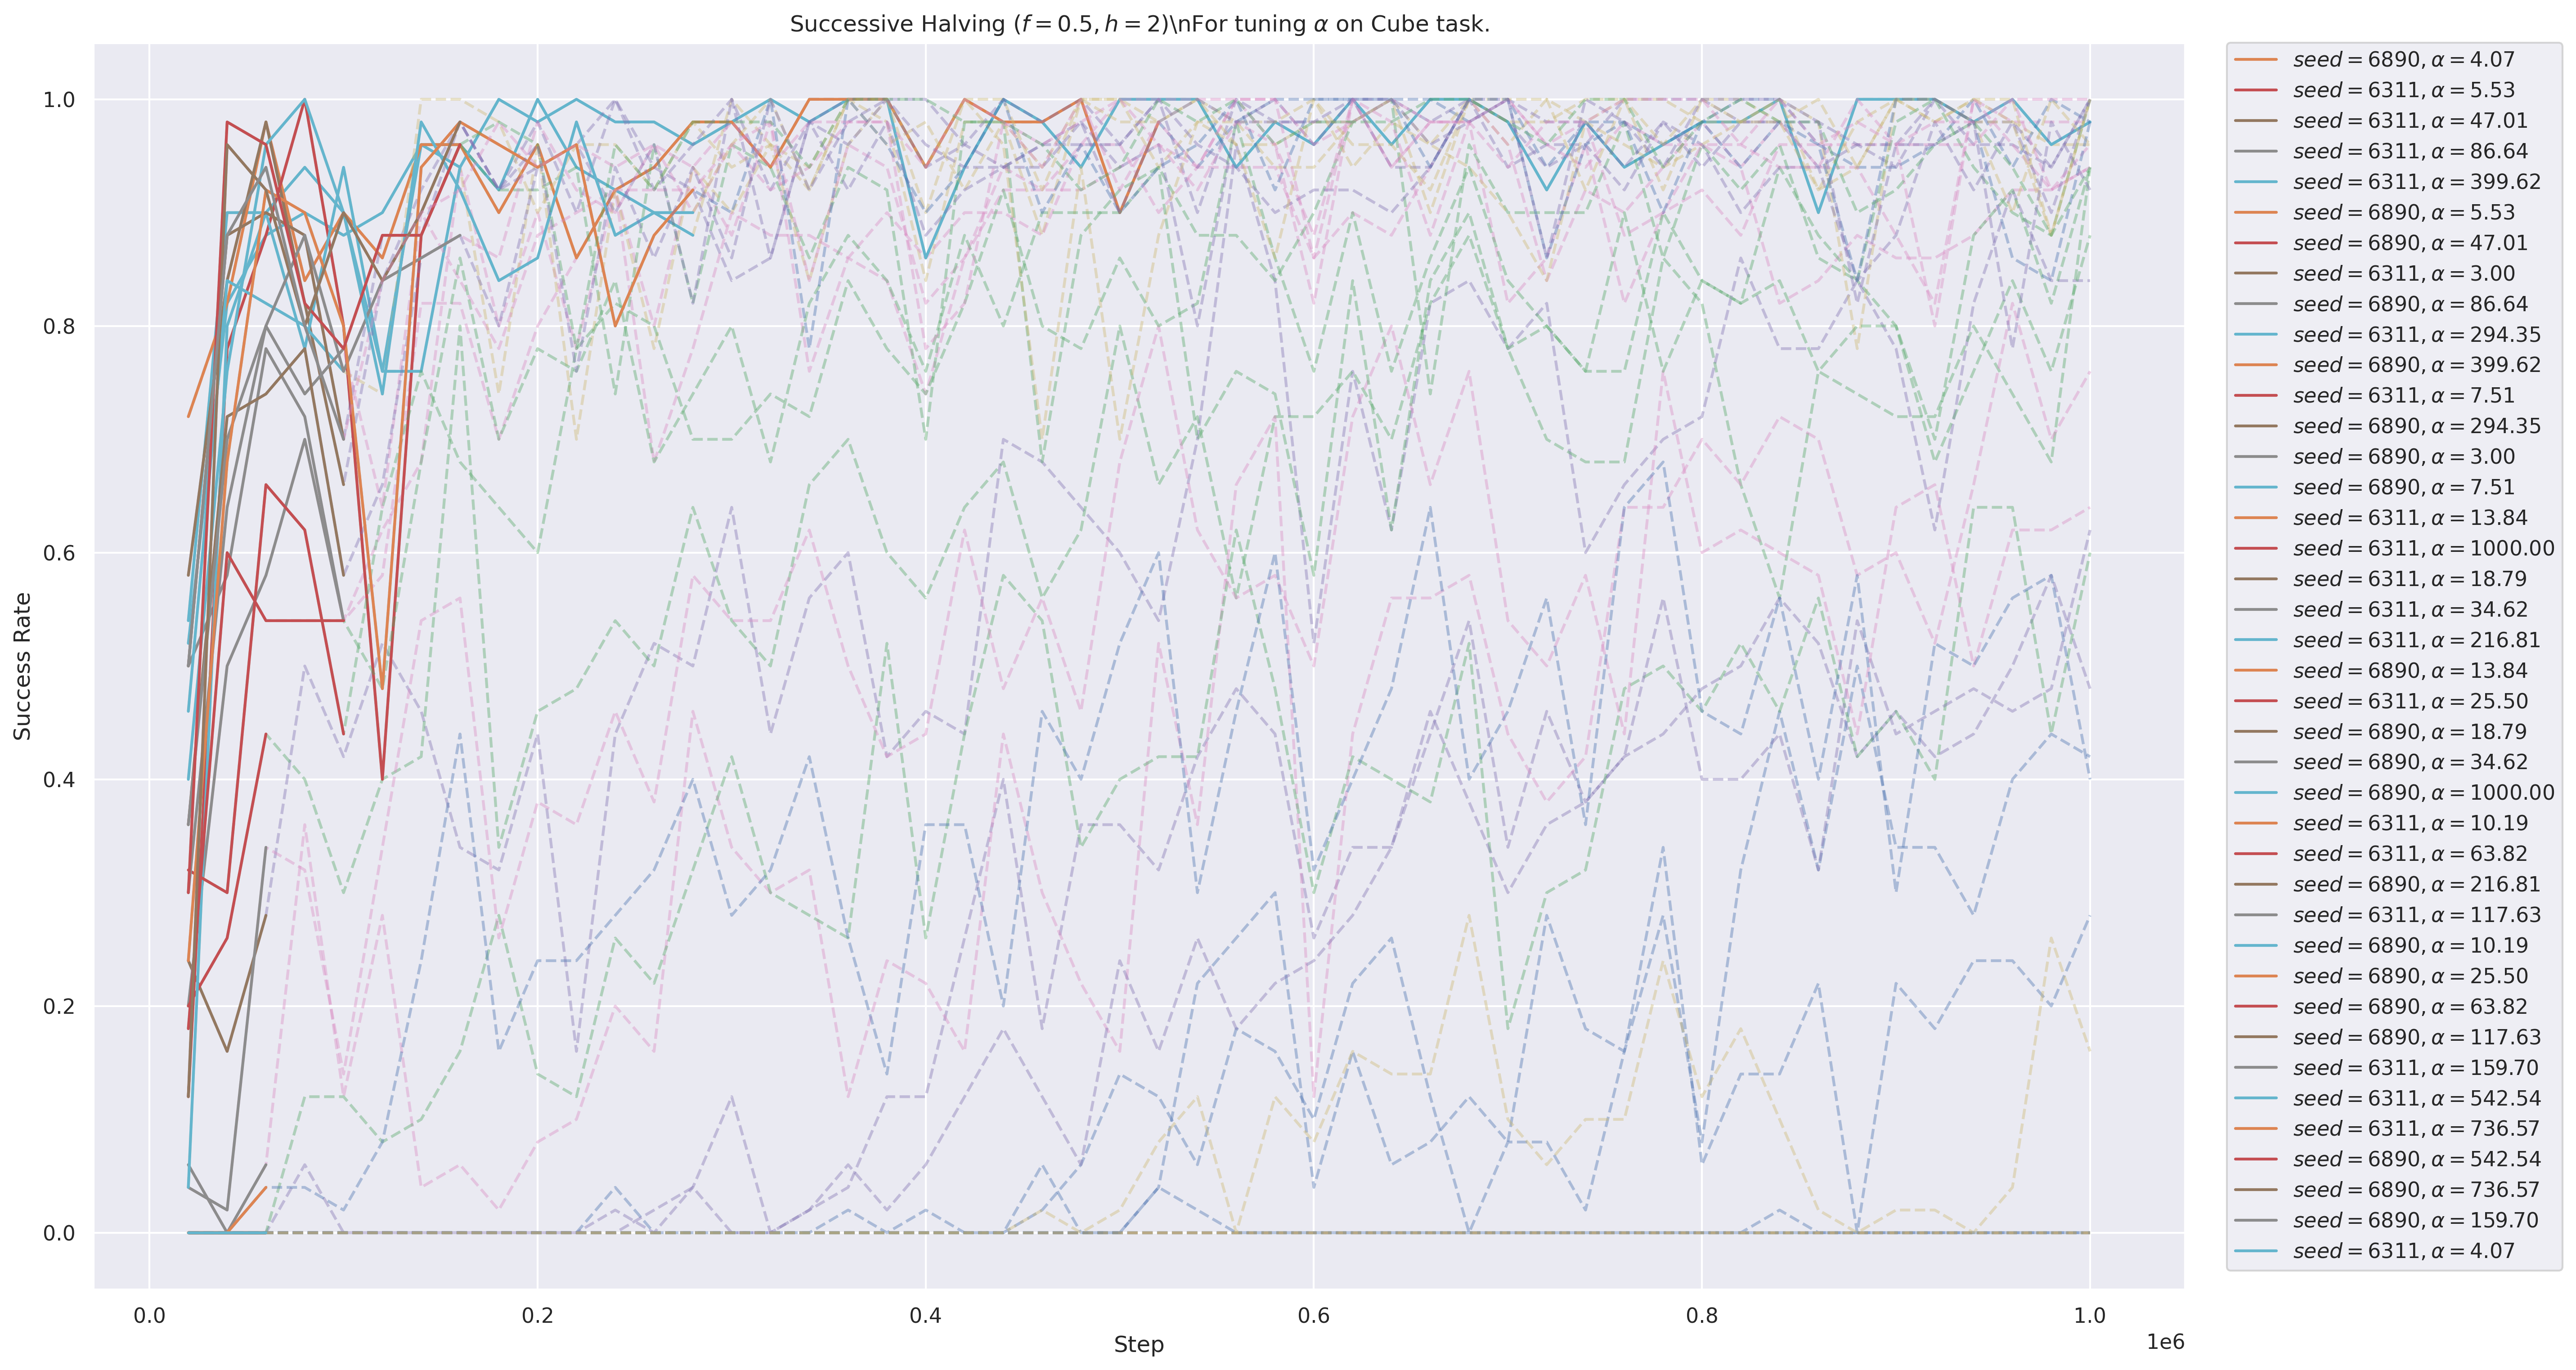 Successive Halving (f = 0.5, h = 2)\nFor tuning α on Cube task.
1.0
0.8
0.6
0.4
0.2
0.0
Success Rate
0.0 0.2 0.4 0.6 0.8 1.0
1e6
Step
seed = 6890, α = 4.07
seed = 6311, α = 5.53
seed = 6311, α = 47.01
seed = 6311, α = 86.64
seed = 6311, α = 399.62
seed = 6890, α = 5.53
seed = 6890, α = 47.01
seed = 6311, α = 3.00
seed = 6890, α = 86.64
seed = 6311, α = 294.35
seed = 6890, α = 399.62
seed = 6311, α = 7.51
seed = 6890, α = 294.35
seed = 6890, α = 3.00
seed = 6890, α = 7.51
seed = 6311, α = 13.84
seed = 6311, α = 1000.00
seed = 6311, α = 18.79
seed = 6311, α = 34.62
seed = 6311, α = 216.81
seed = 6890, α = 13.84
seed = 6311, α = 25.50
seed = 6890, α = 18.79
seed = 6890, α = 34.62
seed = 6890, α = 1000.00
seed = 6311, α = 10.19
seed = 6311, α = 63.82
seed = 6890, α = 216.81
seed = 6311, α = 117.63
seed = 6890, α = 10.19
seed = 6890, α = 25.50
seed = 6890, α = 63.82
seed = 6890, α = 117.63
seed = 6311, α = 159.70
seed = 6311, α = 542.54
seed = 6311, α = 736.57
seed = 6890, α = 542.54
seed = 6890, α = 736.57
seed = 6890, α = 159.70
seed = 6311, α = 4.07